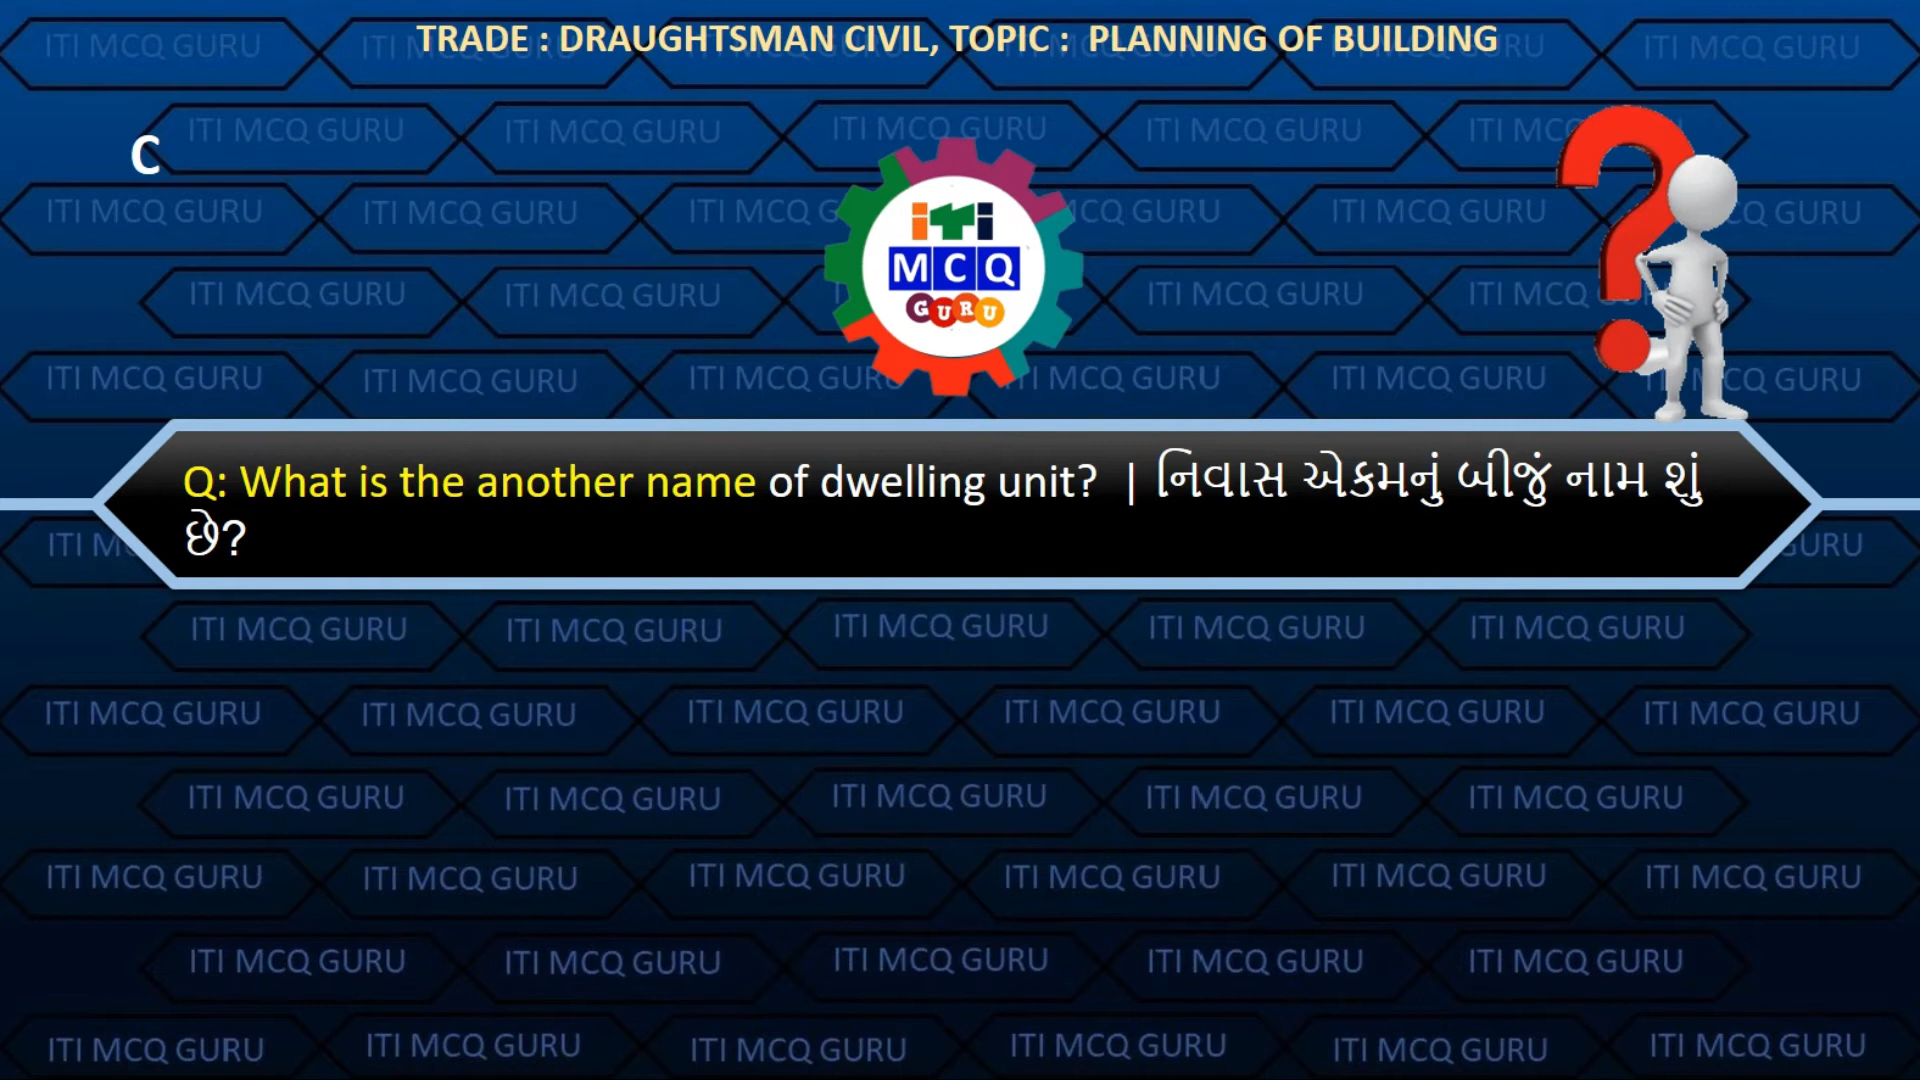 TRADE : DRAUGHTSMAN CIVIL, TOPIC : PLANNING OF BUILDING
C
iTi
MCQ
GURU
Q: What is the another name of dwelling unit? | નિવાસ એકમનું બીજું નામ શું
છે?
ITI MCQ GURU